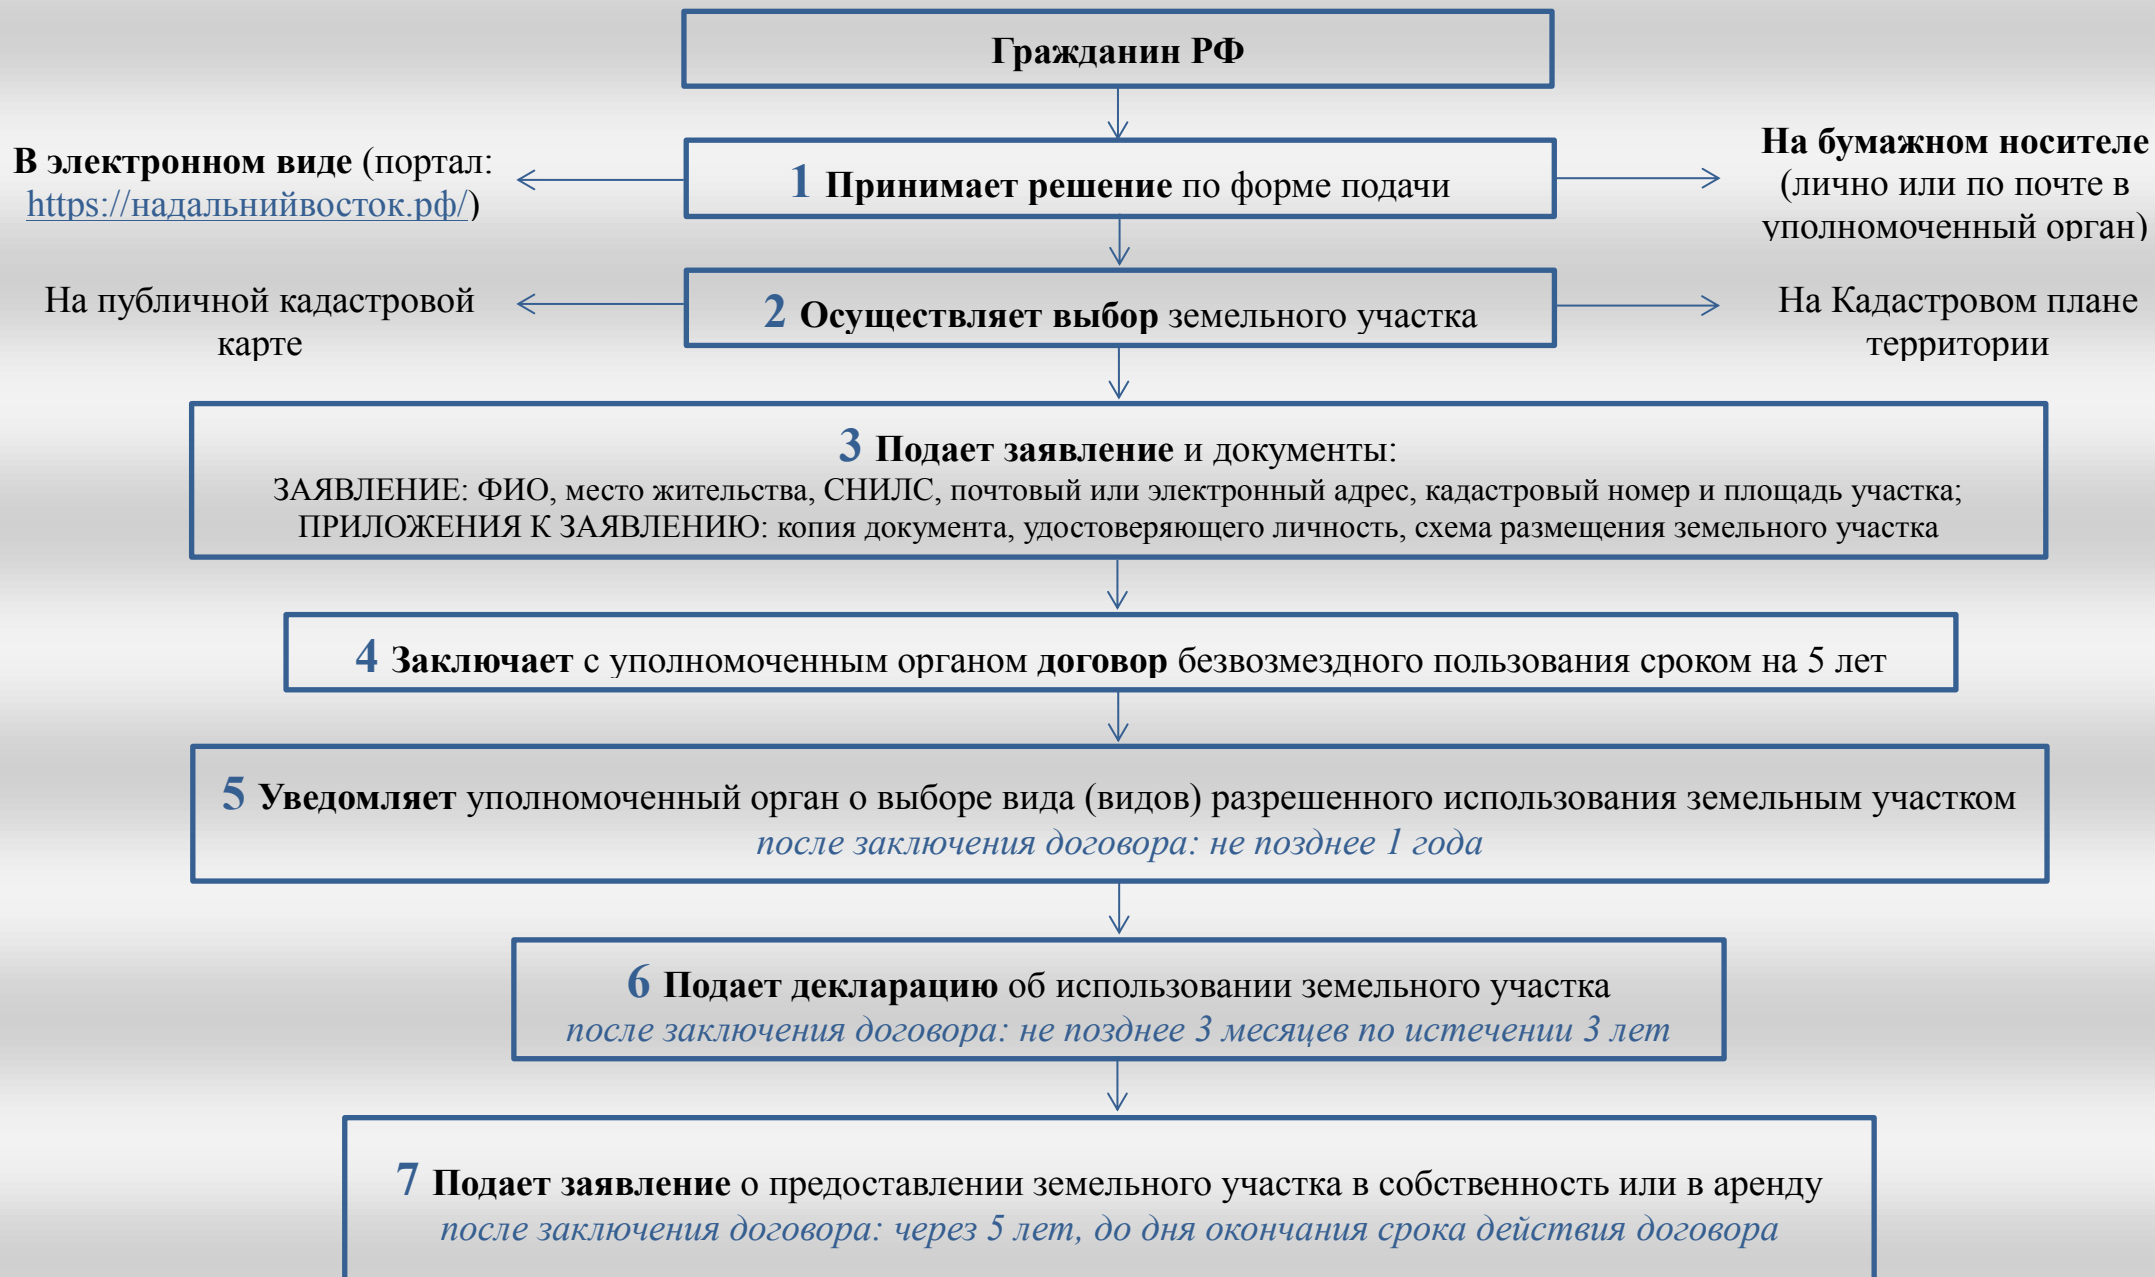 Гражданин РФ
В электронном виде (портал:
https://надальнийвосток.рф/)
1 Принимает решение по форме подачи
На бумажном носителе
(лично или по почте в
уполномоченный орган)
На публичной кадастровой
карте
2 Осуществляет выбор земельного участка
На Кадастровом плане
территории
3 Подает заявление и документы:
ЗАЯВЛЕНИЕ: ФИО, место жительства, СНИЛС, почтовый или электронный адрес, кадастровый номер и площадь участка;
ПРИЛОЖЕНИЯ К ЗАЯВЛЕНИЮ: копия документа, удостоверяющего личность, схема размещения земельного участка
4 Заключает с уполномоченным органом договор безвозмездного пользования сроком на 5 лет
5 Уведомляет уполномоченный орган о выборе вида (видов) разрешенного использования земельным участком
после заключения договора: не позднее 1 года
6 Подает декларацию об использовании земельного участка
после заключения договора: не позднее 3 месяцев по истечении 3 лет
7 Подает заявление о предоставлении земельного участка в собственность или в аренду
после заключения договора: через 5 лет, до дня окончания срока действия договора